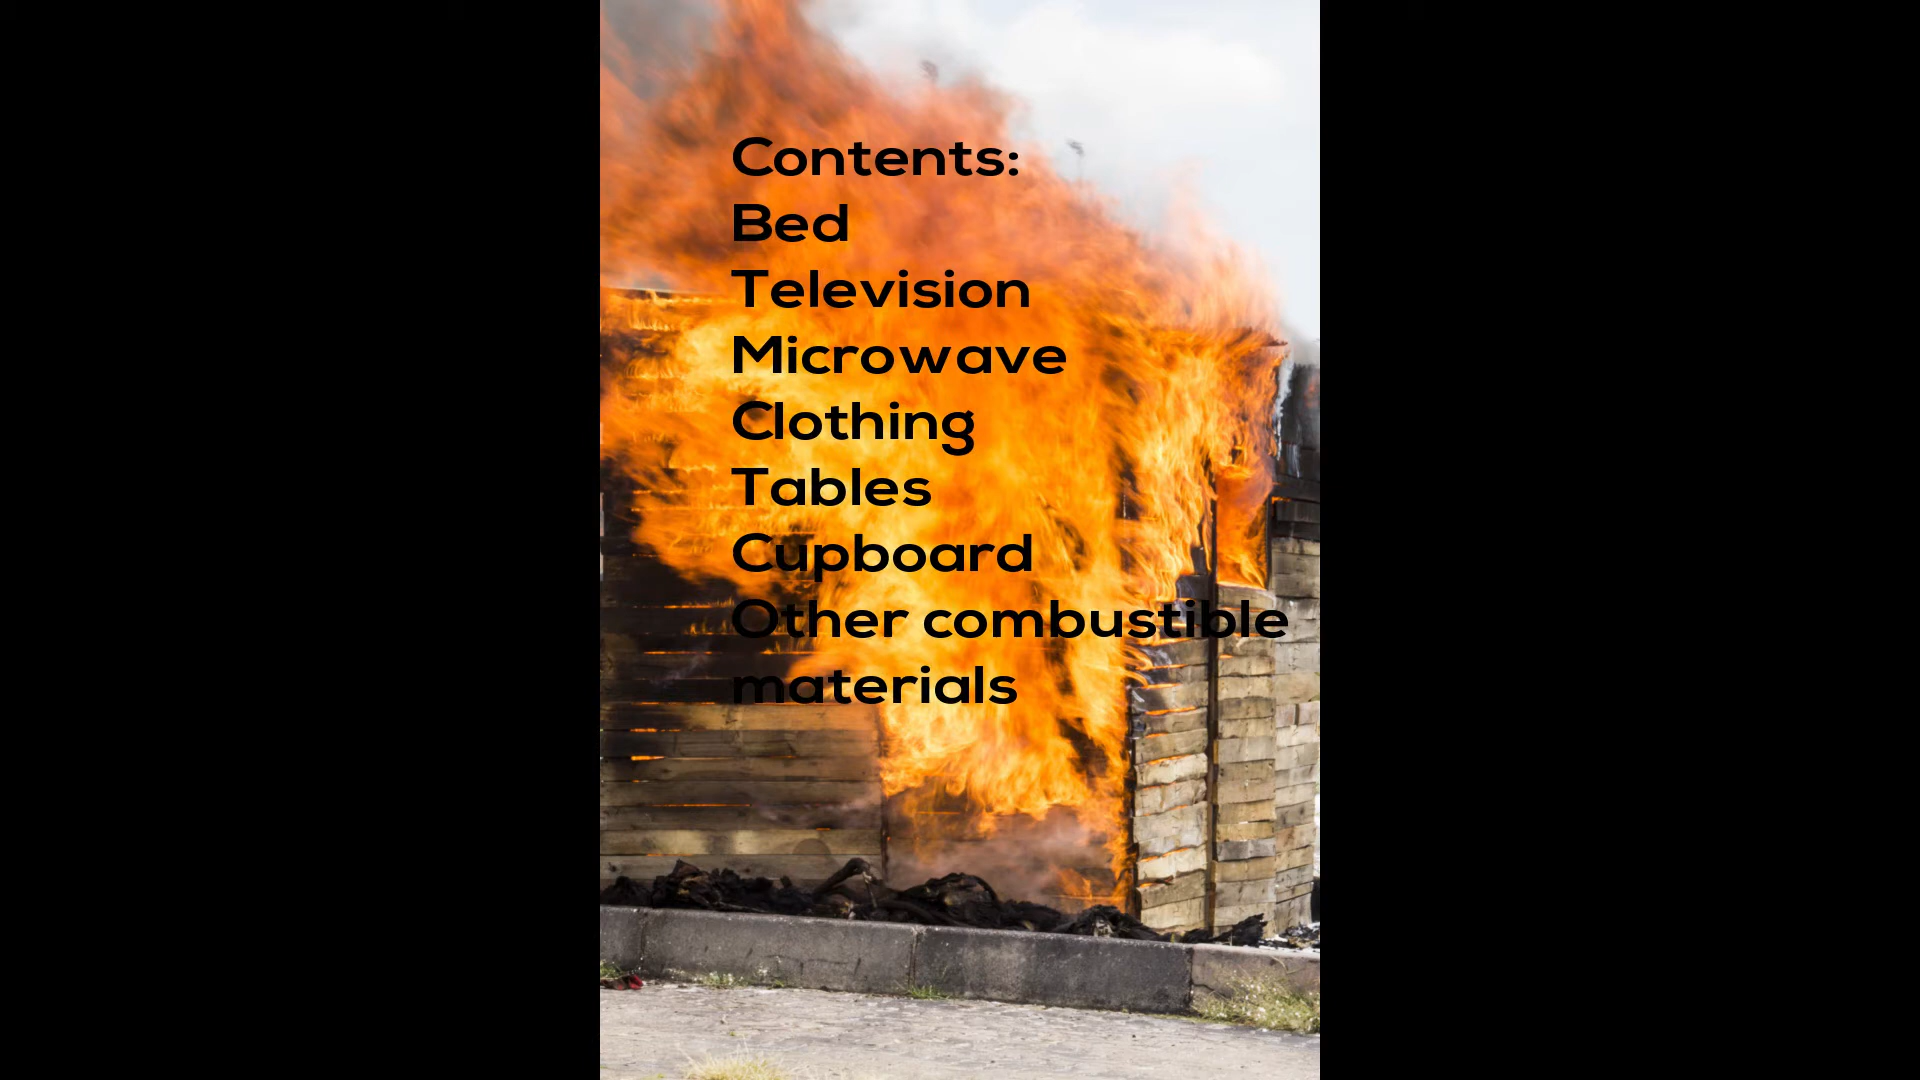 Contents:
Bed
Television
Microwave
Clothing
Tables
Cupboard
Other combustible
materials